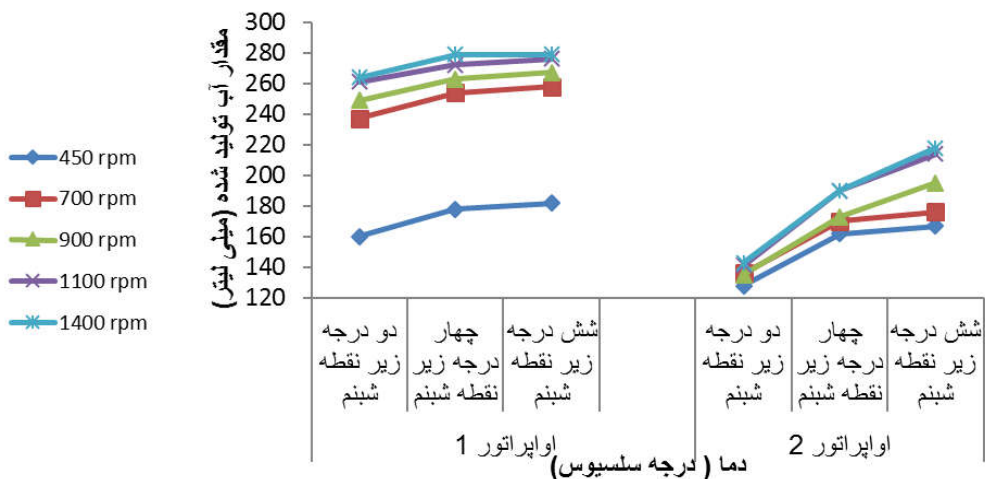 300
280
260
240
220
200
180
160
140
120
مقدار آب تولید شده (میلی لیتر)
450 rpm
700 rpm
900 rpm
1100 rpm
1400 rpm
دو درجه
زیر نقطه
شبنم
چهار
درجه زیر
نقطه شبنم
شش درجه
زیر نقطه
شبنم
دو درجه
زیر نقطه
شبنم
چهار
درجه زیر
نقطه شبنم
شش درجه
زیر نقطه
شبنم
اواپراتور 1
اواپراتور 2
دما ( درجه سلسیوس)